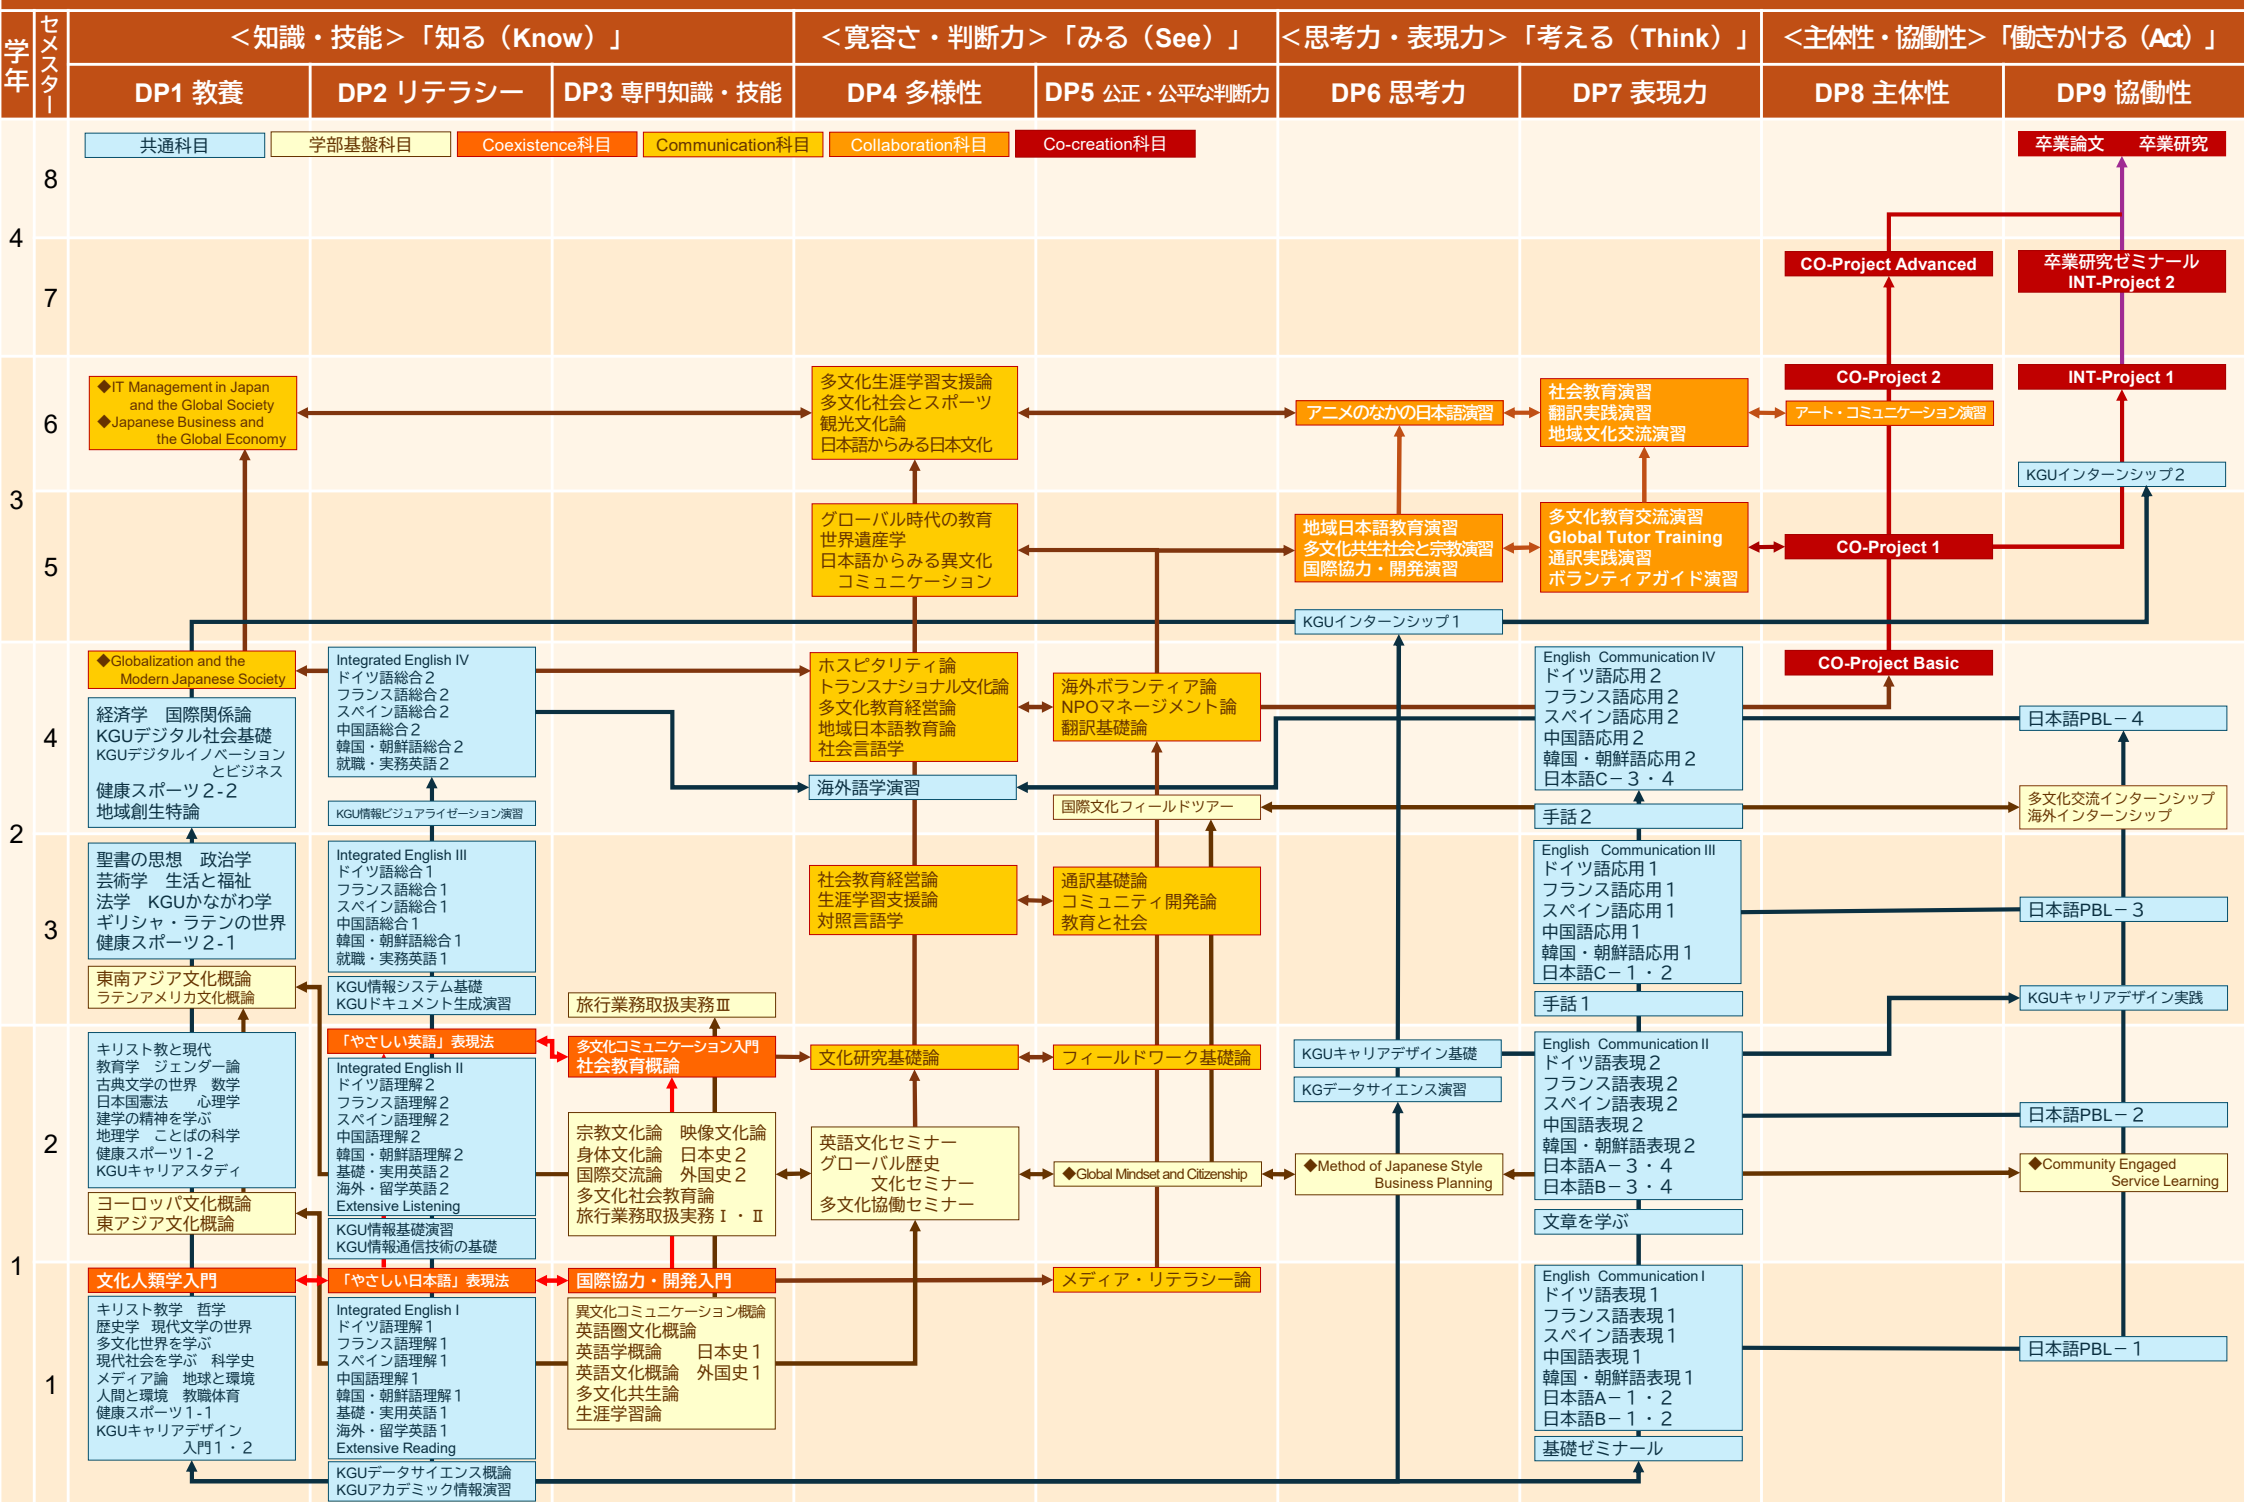 学年
セメスター
＜知識・技能＞「知る（Know）」
＜寛容さ・判断力＞「みる（See）」
＜思考力・表現力＞「考える（Think）」
＜主体性・協働性＞「働きかける（Act）」
DP1 教養
DP2 リテラシー
DP3 専門知識・技能
DP4 多様性
DP5 公正・公平な判断力
DP6 思考力
DP7 表現力
DP8 主体性
DP9 協働性
共通科目
学部基盤科目
Coexistence科目
Communication科目
Collaboration科目
Co-creation科目
卒業論文　卒業研究
8
4
CO-Project Advanced
卒業研究ゼミナール
INT-Project 2
7
◆IT Management in Japan
and the Global Society
◆Japanese Business and
the Global Economy
多文化生涯学習支援論
多文化社会とスポーツ
観光文化論
日本語からみる日本文化
アニメのなかの日本語演習
社会教育演習
翻訳実践演習
地域文化交流演習
CO-Project 2
アート・コミュニケーション演習
INT-Project 1
6
KGUインターンシップ２
3
グローバル時代の教育
世界遺産学
日本語からみる異文化
コミュニケーション
地域日本語教育演習
多文化共生社会と宗教演習
国際協力・開発演習
多文化教育交流演習
Global Tutor Training
通訳実践演習
ボランティアガイド演習
CO-Project 1
5
KGUインターンシップ１
◆Globalization and the
Modern Japanese Society
経済学　国際関係論
KGUデジタル社会基礎
KGUデジタルイノベーション
とビジネス
健康スポーツ２-２
地域創生特論
Integrated English IV
ドイツ語総合２
フランス語総合２
スペイン語総合２
中国語総合２
韓国・朝鮮語総合２
就職・実務英語２
KGU情報ビジュアライゼーション演習
ホスピタリティ論
トランスナショナル文化論
多文化教育経営論
地域日本語教育論
社会言語学
海外語学演習
海外ボランティア論
NPOマネージメント論
翻訳基礎論
国際文化フィールドツアー
English Communication IV
ドイツ語応用２
フランス語応用２
スペイン語応用２
中国語応用２
韓国・朝鮮語応用２
日本語C－３・４
手話２
CO-Project Basic
日本語PBL－４
多文化交流インターンシップ
海外インターンシップ
4
2
聖書の思想　政治学
芸術学　生活と福祉
法学　KGUかながわ学
ギリシャ・ラテンの世界
健康スポーツ２-１
東南アジア文化概論
ラテンアメリカ文化概論
Integrated English III
ドイツ語総合１
フランス語総合１
スペイン語総合１
中国語総合１
韓国・朝鮮語総合１
就職・実務英語１
KGU情報システム基礎
KGUドキュメント生成演習
旅行業務取扱実務Ⅲ
社会教育経営論
生涯学習支援論
対照言語学
通訳基礎論
コミュニティ開発論
教育と社会
English Communication III
ドイツ語応用１
フランス語応用１
スペイン語応用１
中国語応用１
韓国・朝鮮語応用１
日本語C－１・２
手話１
日本語PBL－３
KGUキャリアデザイン実践
3
キリスト教と現代
教育学　ジェンダー論
古典文学の世界　数学
日本国憲法　心理学
建学の精神を学ぶ
地理学　ことばの科学
健康スポーツ１-２
KGUキャリアスタディ
ヨーロッパ文化概論
東アジア文化概論
「やさしい英語」表現法
Integrated English II
ドイツ語理解２
フランス語理解２
スペイン語理解２
中国語理解２
韓国・朝鮮語理解２
基礎・実用英語２
海外・留学英語２
Extensive Listening
KGU情報基礎演習
KGU情報通信技術の基礎
多文化コミュニケーション入門
社会教育概論
宗教文化論　映像文化論
身体文化論　日本史２
国際交流論　外国史２
多文化社会教育論
旅行業務取扱実務Ⅰ・Ⅱ
文化研究基礎論
英語文化セミナー
グローバル歴史
文化セミナー
多文化協働セミナー
フィールドワーク基礎論
◆Global Mindset and Citizenship
KGUキャリアデザイン基礎
KGデータサイエンス演習
◆Method of Japanese Style
Business Planning
English Communication II
ドイツ語表現２
フランス語表現２
スペイン語表現２
中国語表現２
韓国・朝鮮語表現２
日本語A－３・４
日本語B－３・４
文章を学ぶ
日本語PBL－２
◆Community Engaged
Service Learning
2
1
文化人類学入門
キリスト教学　哲学
歴史学　現代文学の世界
多文化世界を学ぶ
現代社会を学ぶ　科学史
メディア論　地球と環境
人間と環境　教職体育
健康スポーツ１-１
KGUキャリアデザイン
入門１・２
「やさしい日本語」表現法
Integrated English I
ドイツ語理解１
フランス語理解１
スペイン語理解１
中国語理解１
韓国・朝鮮語理解１
基礎・実用英語１
海外・留学英語１
Extensive Reading
KGUデータサイエンス概論
KGUアカデミック情報演習
国際協力・開発入門
異文化コミュニケーション概論
英語圏文化概論
英語学概論　日本史１
英語文化概論　外国史１
多文化共生論
生涯学習論
メディア・リテラシー論
English Communication I
ドイツ語表現１
フランス語表現１
スペイン語表現１
中国語表現１
韓国・朝鮮語表現１
日本語A－１・２
日本語B－１・２
基礎ゼミナール
日本語PBL－１
1